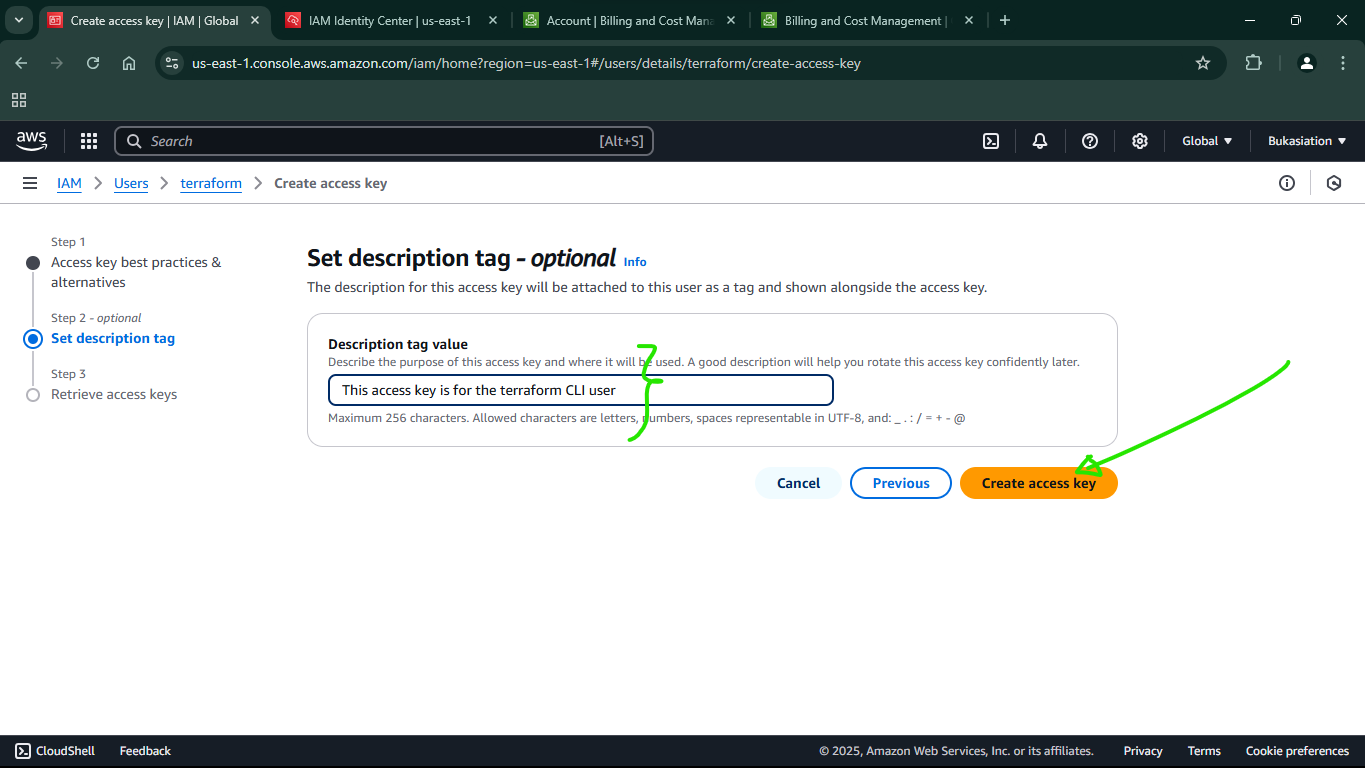 Create access key | IAM | Global
IAM Identity Center | us-east-1
Account | Billing and Cost Mana
Billing and Cost Management |
us-east-1.console.aws.amazon.com/iam/home?region=us-east-1#/users/details/terraform/create-access-key
aws
Search
[Alt+S]
Global
Bukasiation
IAM
Users
terraform
Create access key
Step 1
Access key best practices &
alternatives
Step 2 - optional
Set description tag
Step 3
Retrieve access keys
Set description tag - optional Info
The description for this access key will be attached to this user as a tag and shown alongside the access key.
Description tag value
Describe the purpose of this access key and where it will be used. A good description will help you rotate this access key confidently later.
This access key is for the terraform CLI user
Maximum 256 characters. Allowed characters are letters, numbers, spaces representable in UTF-8, and: _ . : / = + - @
Cancel
Previous
Create access key
CloudShell
Feedback
© 2025, Amazon Web Services, Inc. or its affiliates.
Privacy
Terms
Cookie preferences